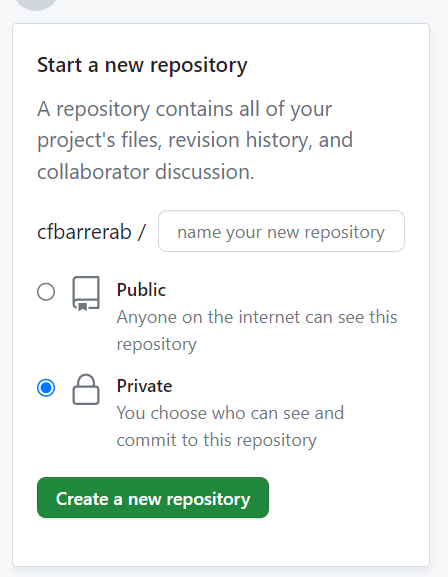 Start a new repository
A repository contains all of your
project's files, revision history, and
collaborator discussion.
cfbarrerab / name your new repository
Public
Anyone on the internet can see this
repository
Private
You choose who can see and
commit to this repository
Create a new repository